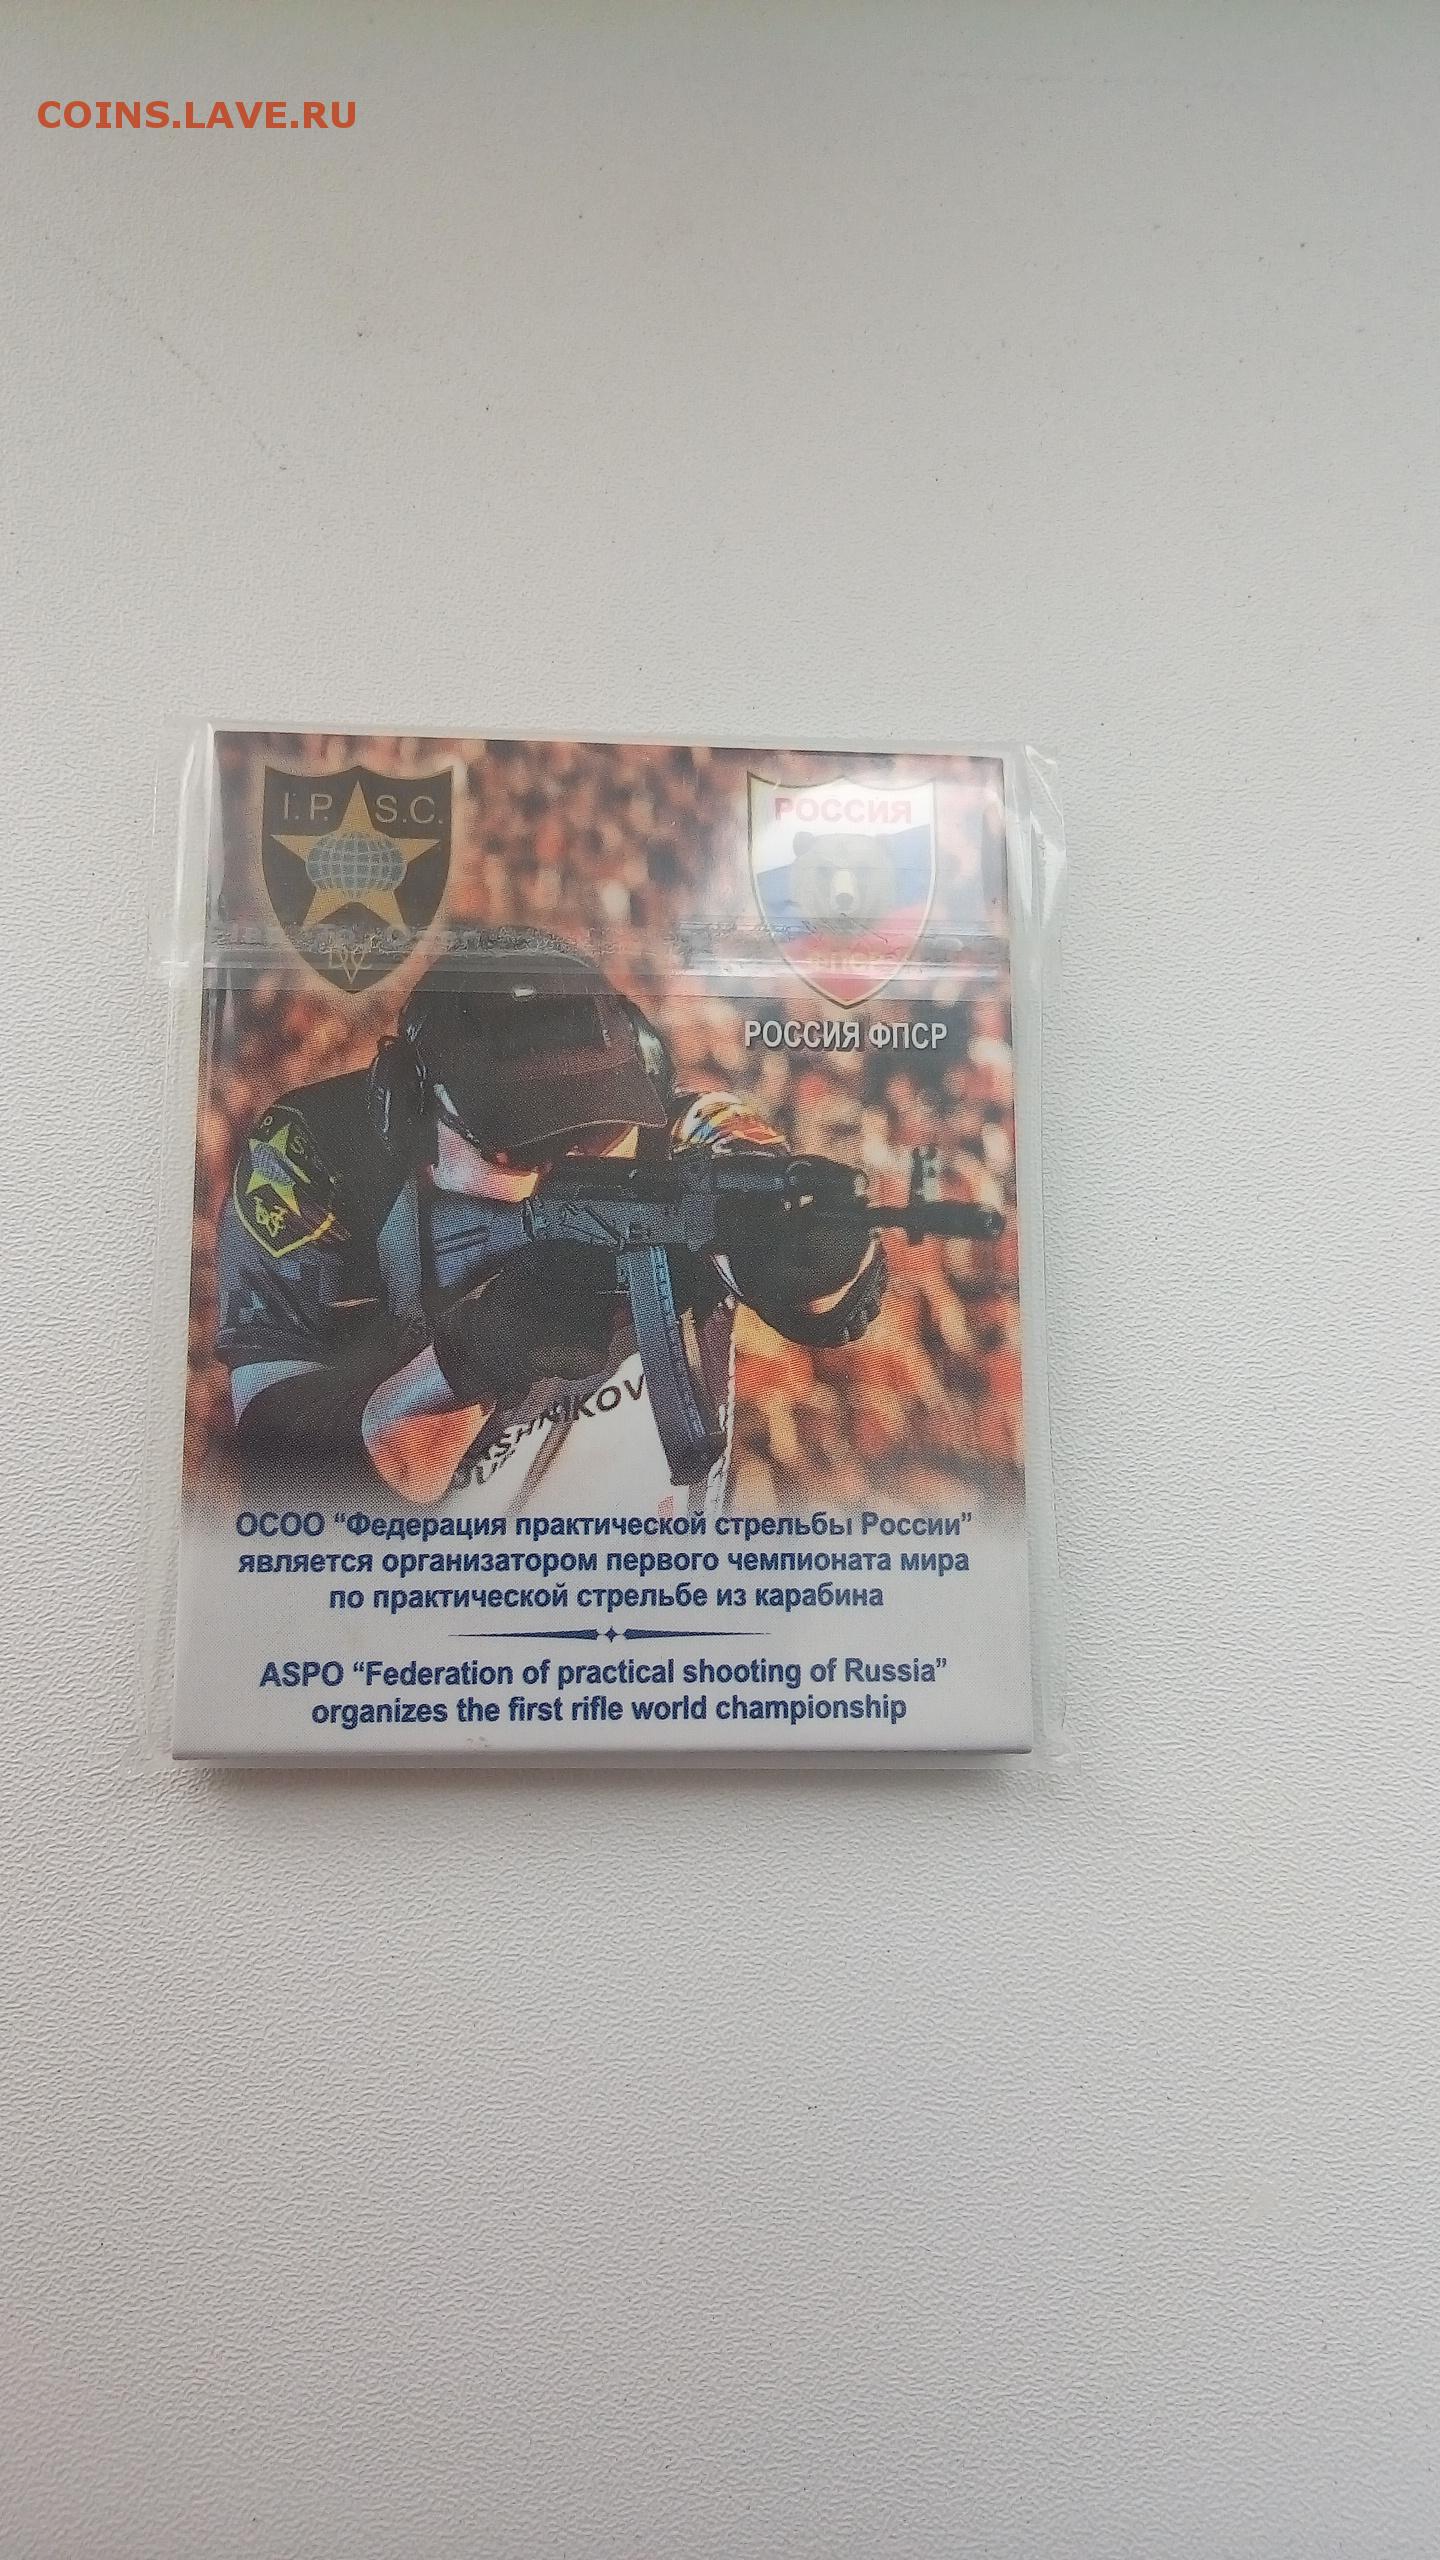 COINS.LAVE.RU
I.P. S.C.
РОССИЯ
DVC
РОССИЯ ФПСР
P S
ОСОО “Федерация практической стрельбы России”
является организатором первого чемпионата мира
по практической стрельбе из карабина
ASPO “Federation of practical shooting of Russia”
organizes the first rifle world championship